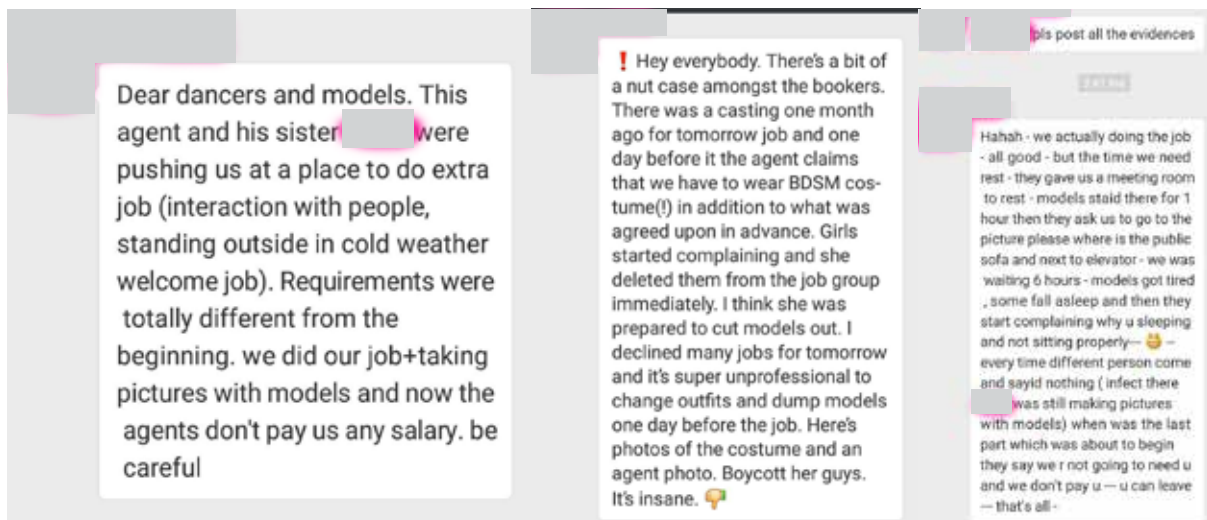 Dear dancers and models. This
agent and his sister were
pushing us at a place to do extra
job (interaction with people,
standing outside in cold weather
welcome job). Requirements were
totally different from the
beginning. we did our job+taking
pictures with models and now the
agents don't pay us any salary. be
careful
❗ Hey everybody. There's a bit of
a nut case amongst the bookers.
There was a casting one month
ago for tomorrow job and one
day before it the agent claims
that we have to wear BDSM cos-
tume(!) in addition to what was
agreed upon in advance. Girls
started complaining and she
deleted them from the job group
immediately. I think she was
prepared to cut models out. I
declined many jobs for tomorrow
and it's super unprofessional to
change outfits and dump models
one day before the job. Here's
photos of the costume and an
agent photo. Boycott her guys.
It's insane. 👎
pls post all the evidences
Hahah - we actually doing the job
- all good - but the time we need
rest - they gave us a meeting room
to rest - models staid there for 1
hour then they ask us to go to the
picture please where is the public
sofa and next to elevator - we was
waiting 6 hours - models got tired
, some fall asleep and then they
start complaining why u sleeping
and not sitting properly— 😀 –
every time different person come
and sayid nothing ( infect there
was still making pictures
with models) when was the last
part which was about to begin
they say we r not going to need u
and we don't pay u — u can leave
— that's all -